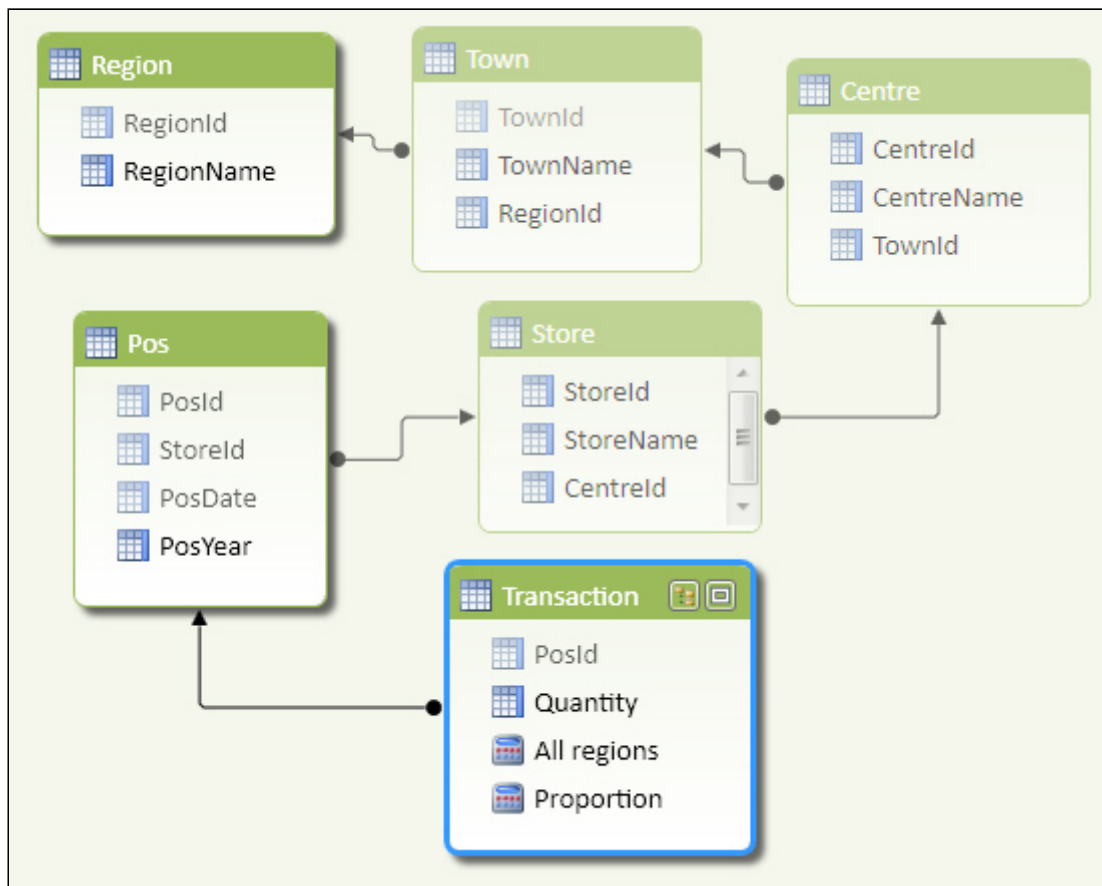 Region
RegionId
RegionName
Town
TownId
TownName
RegionId
Centre
CentreId
CentreName
TownId
Pos
PosId
StoreId
PosDate
PosYear
Store
StoreId
StoreName
CentreId
Transaction
PosId
Quantity
All regions
Proportion